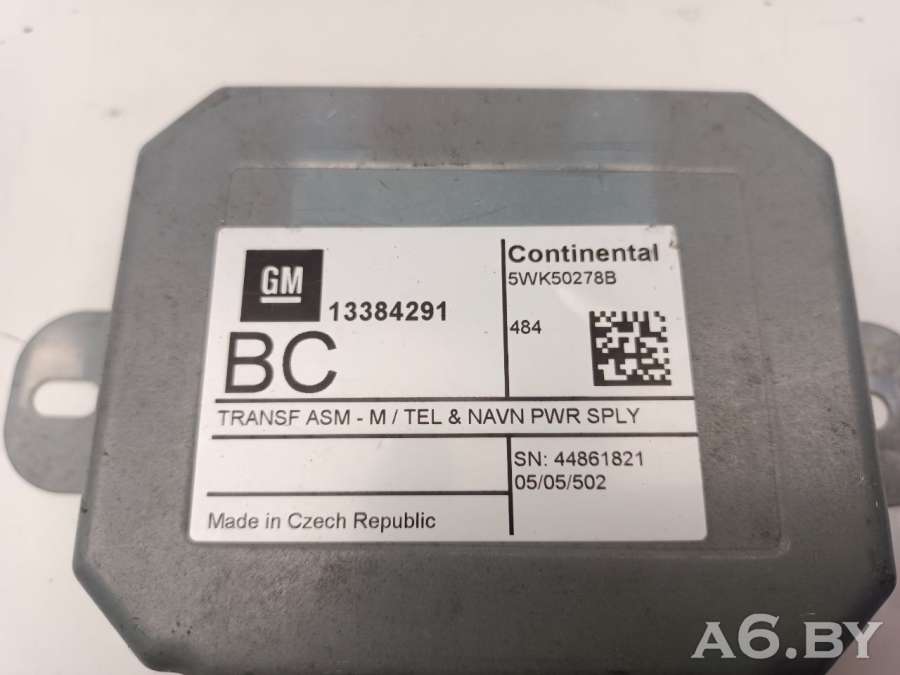 GM
13384291
BC
Continental
5WK50278B
484
TRANSF ASM - M / TEL & NAVN PWR SPLY
SN: 44861821
05/05/502
Made in Czech Republic
A6.BY